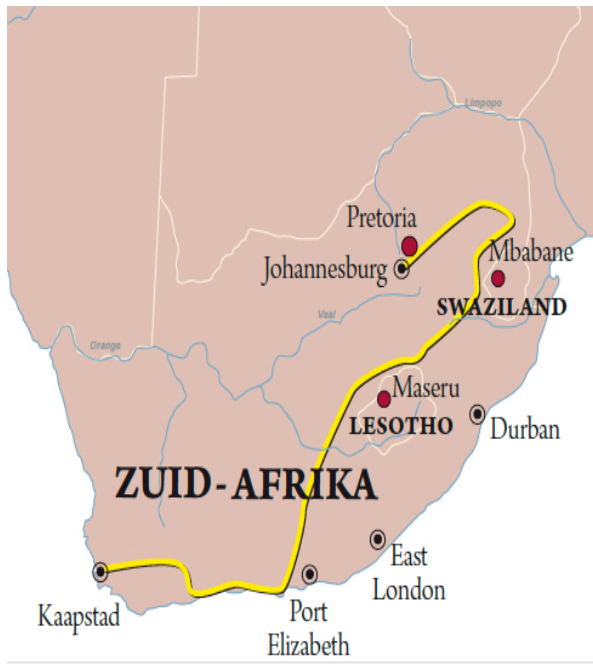 Limpopo
Pretoria
Johannesburg
Mbabane
SWAZILAND
Vaal
Orange
Maseru
LESOTHO
Durban
ZUID-AFRIKA
East
London
Kaapstad
Port
Elizabeth